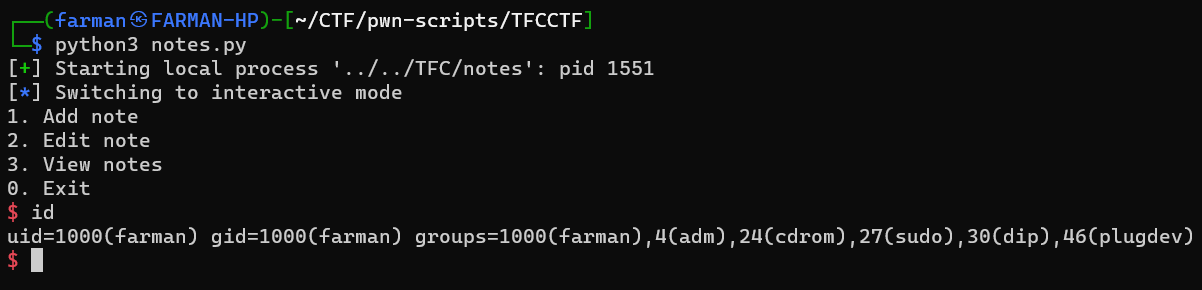 ┌──(farman㉿FARMAN-HP)-[~/CTF/pwn-scripts/TFCCTF]
└─$ python3 notes.py
[+] Starting local process '../../TFC/notes': pid 1551
[*] Switching to interactive mode
1. Add note
2. Edit note
3. View notes
0. Exit
$ id
uid=1000(farman) gid=1000(farman) groups=1000(farman),4(adm),24(cdrom),27(sudo),30(dip),46(plugdev)
$